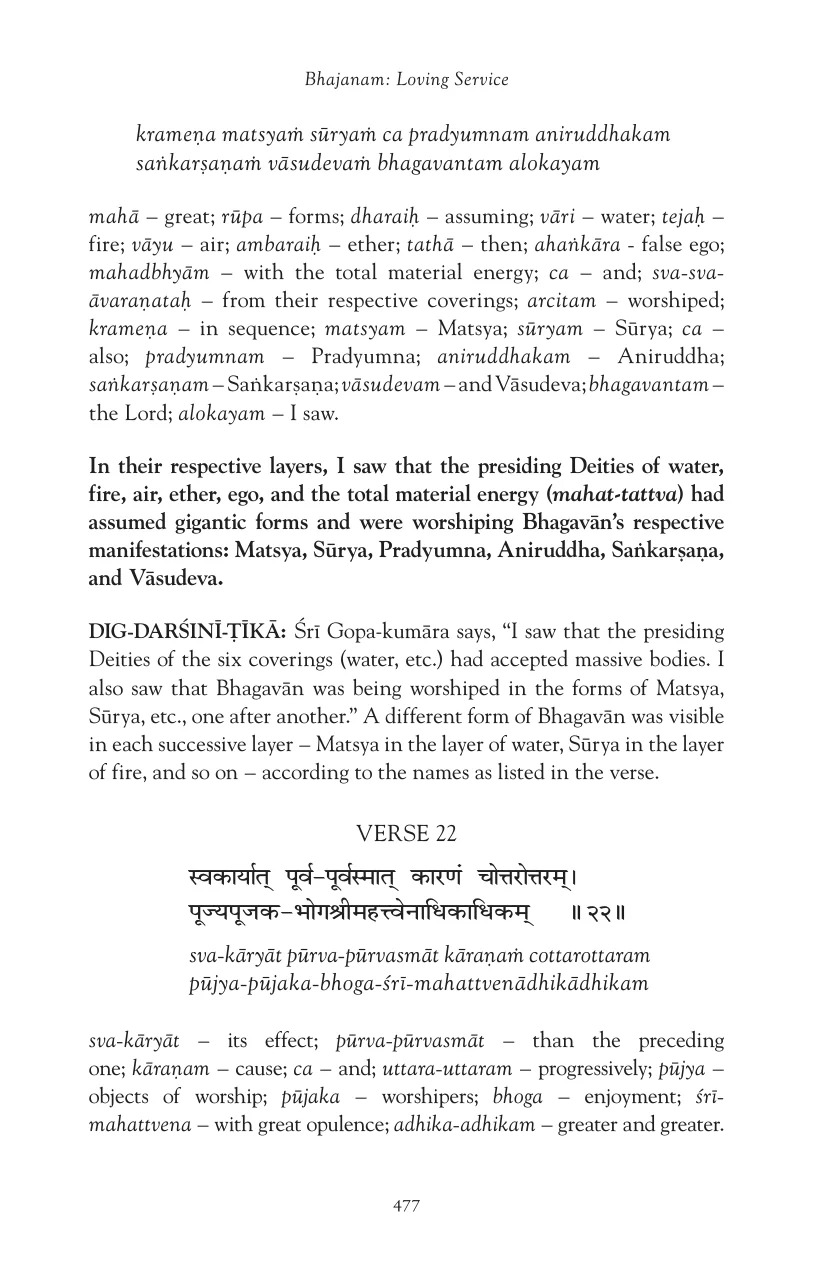 Bhajanam: Loving Service
krameṇa matsyaṁ sūryaṁ ca pradyumnam aniruddhakam
saṅkarṣaṇaṁ vāsudevaṁ bhagavantam alokayam
mahā – great; rūpa – forms; dharaiḥ – assuming; vāri – water; tejaḥ –
fire; vāyu – air; ambaraiḥ – ether; tathā – then; ahaṅkāra - false ego;
mahadbhyām – with the total material energy; ca – and; sva-sva-
āvaraṇataḥ – from their respective coverings; arcitam – worshiped;
krameṇa – in sequence; matsyam – Matsya; sūryam – Sūrya; ca –
also; pradyumnam – Pradyumna; aniruddhakam – Aniruddha;
saṅkarṣaṇam – Saṅkarṣaṇa; vāsudevam – and Vāsudeva; bhagavantam –
the Lord; alokayam – I saw.
In their respective layers, I saw that the presiding Deities of water,
fire, air, ether, ego, and the total material energy (mahat-tattva) had
assumed gigantic forms and were worshiping Bhagavān’s respective
manifestations: Matsya, Sūrya, Pradyumna, Aniruddha, Saṅkarṣaṇa,
and Vāsudeva.
DIG-DARŚINĪ-ṬĪKĀ: Śrī Gopa-kumāra says, “I saw that the presiding
Deities of the six coverings (water, etc.) had accepted massive bodies. I
also saw that Bhagavān was being worshiped in the forms of Matsya,
Sūrya, etc., one after another.” A different form of Bhagavān was visible
in each successive layer – Matsya in the layer of water, Sūrya in the layer
of fire, and so on – according to the names as listed in the verse.
VERSE 22
स्वकार्यात् पूर्व-पूर्वस्मात् कारणं चोत्तरोत्तरम्।
पूज्यपूजक-भोगश्रीमहत्त्वेनाधिकाधिकम् ॥२२॥
sva-kāryāt pūrva-pūrvasmāt kāraṇaṁ cottarottaram
pūjya-pūjaka-bhoga-śrī-mahattvenādhikādhikam
sva-kāryāt – its effect; pūrva-pūrvasmāt – than the preceding
one; kāraṇam – cause; ca – and; uttara-uttaram – progressively; pūjya –
objects of worship; pūjaka – worshipers; bhoga – enjoyment; śrī-
mahattvena – with great opulence; adhika-adhikam – greater and greater.
477